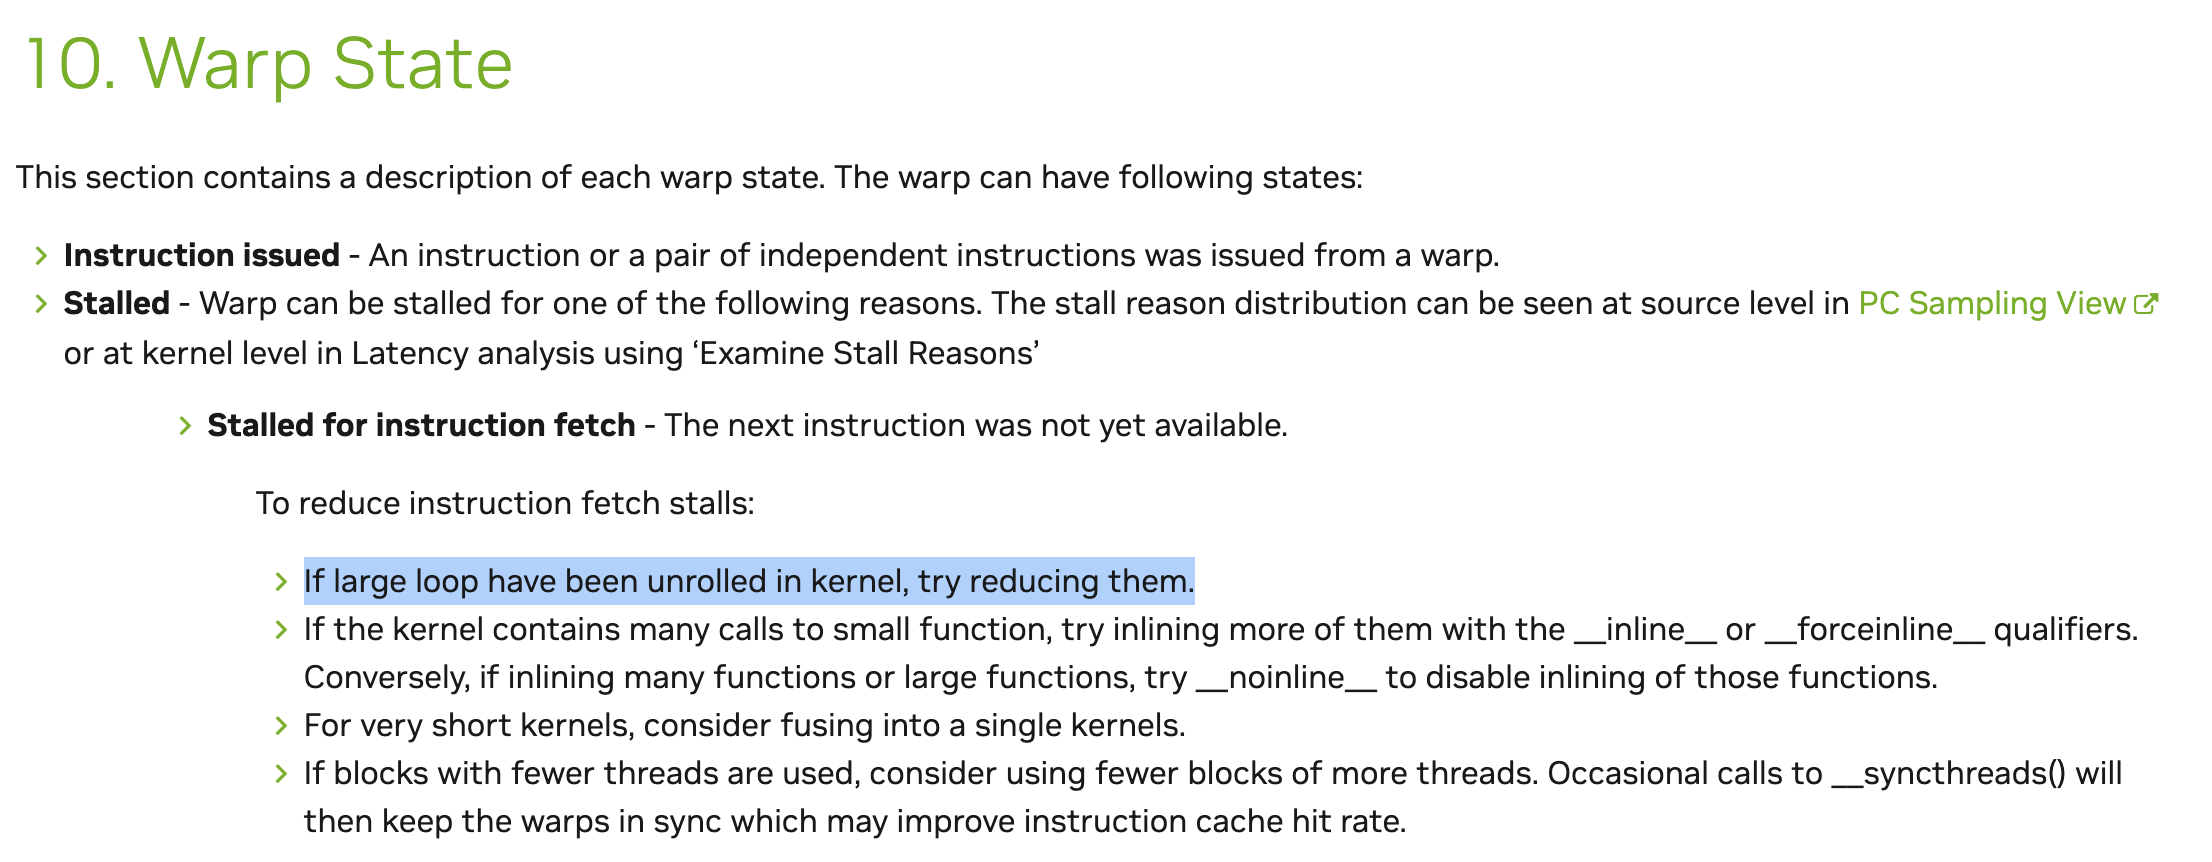 10. Warp State
This section contains a description of each warp state. The warp can have following states:
Instruction issued - An instruction or a pair of independent instructions was issued from a warp.
Stalled - Warp can be stalled for one of the following reasons. The stall reason distribution can be seen at source level in PC Sampling View
or at kernel level in Latency analysis using ‘Examine Stall Reasons’
Stalled for instruction fetch - The next instruction was not yet available.
To reduce instruction fetch stalls:
If large loop have been unrolled in kernel, try reducing them.
If the kernel contains many calls to small function, try inlining more of them with the __inline__ or __forceinline__ qualifiers.
Conversely, if inlining many functions or large functions, try __noinline__ to disable inlining of those functions.
For very short kernels, consider fusing into a single kernels.
If blocks with fewer threads are used, consider using fewer blocks of more threads. Occasional calls to __syncthreads() will
then keep the warps in sync which may improve instruction cache hit rate.